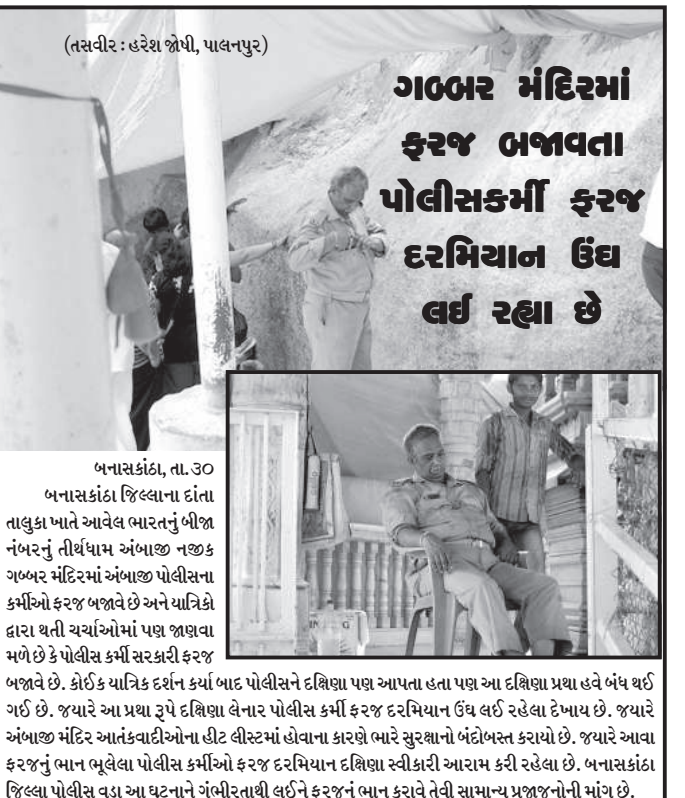 (તસવીર : હરેશ જોષી, પાલનપુર)
ગબ્બર મંદિરમાં
ફરજ બજાવતા
પોલીસકર્મી ફરજ
દરમિયાન ઉંઘ
લઈ રહ્યા છે
બનાસકાંઠા, તા. ૩૦
બનાસકાંઠા જિલ્લાના દાંતા
તાલુકા ખાતે આવેલ ભારતનું બીજા
નંબરનું તીર્થધામ અંબાજી નજીક
ગબ્બર મંદિરમાં અંબાજી પોલીસના
કર્મીઓ ફરજ બજાવે છે અને યાત્રિકો
દ્વારા થતી ચર્ચાઓમાં પણ જાણવા
મળે છે કે પોલીસ કર્મી સરકારી ફરજ
બજાવે છે. કોઈક યાત્રિક દર્શન કર્યા બાદ પોલીસને દક્ષિણા પણ આપતા હતા પણ આ દક્ષિણા પ્રથા હવે બંધ થઈ
ગઈ છે. જયારે આ પ્રથા રૂપે દક્ષિણા લેનાર પોલીસ કર્મી ફરજ દરમિયાન ઉંઘ લઈ રહેલા દેખાય છે. જયારે
અંબાજી મંદિર આતંકવાદીઓના હીટ લીસ્ટમાં હોવાના કારણે ભારે સુરક્ષાનો બંદોબસ્ત કરાયો છે. જયારે આવા
ફરજનું ભાન ભૂલેલા પોલીસ કર્મીઓ ફરજ દરમિયાન દક્ષિણા સ્વીકારી આરામ કરી રહેલા છે. બનાસકાંઠા
જિલ્લા પોલીસ વડા આ ઘટનાને ગંભીરતાથી લઈને ફરજનું ભાન કરાવે તેવી સામાન્ય પ્રજાજનોની માંગ છે.